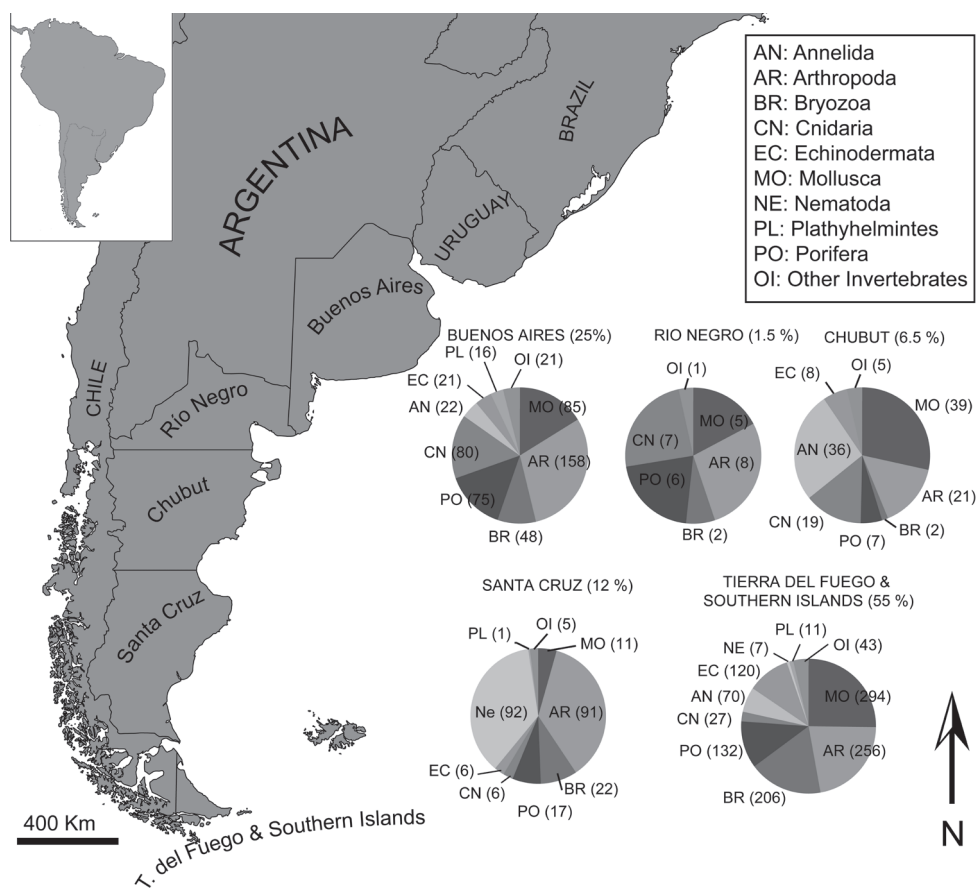 AN: Annelida
AR: Arthropoda
BR: Bryozoa
CN: Cnidaria
EC: Echinodermata
MO: Mollusca
NE: Nematoda
PL: Plathyhelmintes
PO: Porifera
OI: Other Invertebrates
ARGENTINA
BRAZIL
URUGUAY
Buenos Aires
CHILE
Río Negro
Chubut
Santa Cruz
T. del Fuego & Southern Islands
400 Km
N
BUENOS AIRES (25%)
PL (16)
OI (21)
EC (21)
AN (22)
MO (85)
CN (80)
AR (158)
PO (75)
BR (48)
RIO NEGRO (1.5 %)
OI (1)
MO (5)
CN (7)
AR (8)
PO (6)
BR (2)
CHUBUT (6.5 %)
EC (8)
OI (5)
MO (39)
AN (36)
AR (21)
CN (19)
BR (2)
PO (7)
SANTA CRUZ (12 %)
PL (1)
OI (5)
MO (11)
Ne (92)
AR (91)
EC (6)
CN (6)
BR (22)
PO (17)
TIERRA DEL FUEGO &
SOUTHERN ISLANDS (55 %)
PL (11)
NE (7)
OI (43)
EC (120)
AN (70)
MO (294)
CN (27)
PO (132)
AR (256)
BR (206)